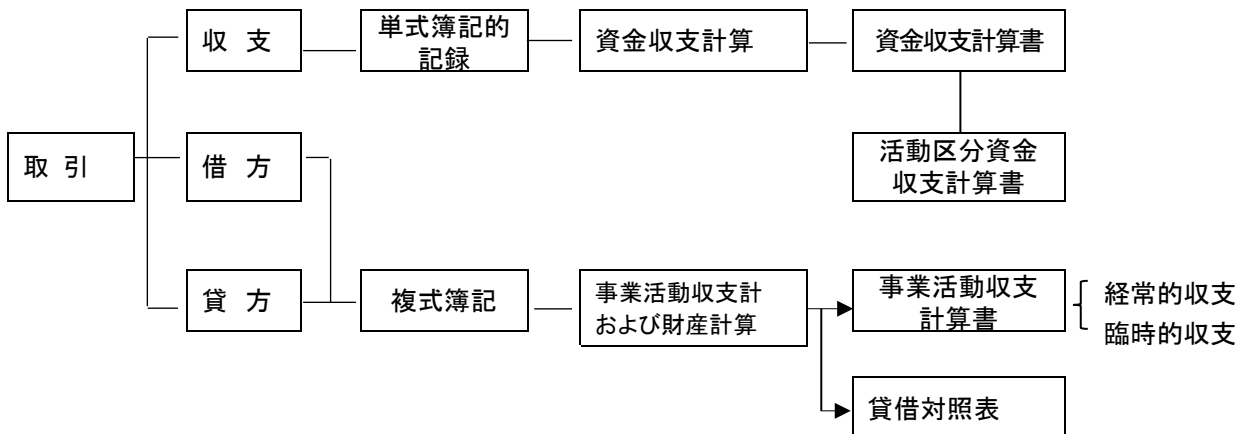 収 支
単式簿記的
記録
資金収支計算
資金収支計算書
取 引
借 方
活動区分資金
収支計算書
貸 方
複式簿記
事業活動収支計
および財産計算
事業活動収支
計算書
経常的収支
臨時的収支
貸借対照表